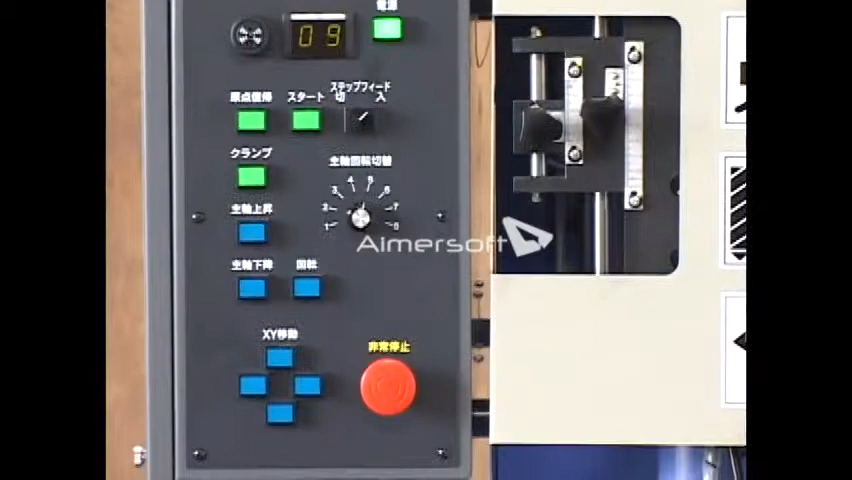 電源
09
ステップフィード
原点復帰 スタート 切 入
クランプ
主軸回転切替
1 2 3 4 5 6 7 8
主軸上昇
Aimersoft
主軸下降 回転
XY移動
非常停止